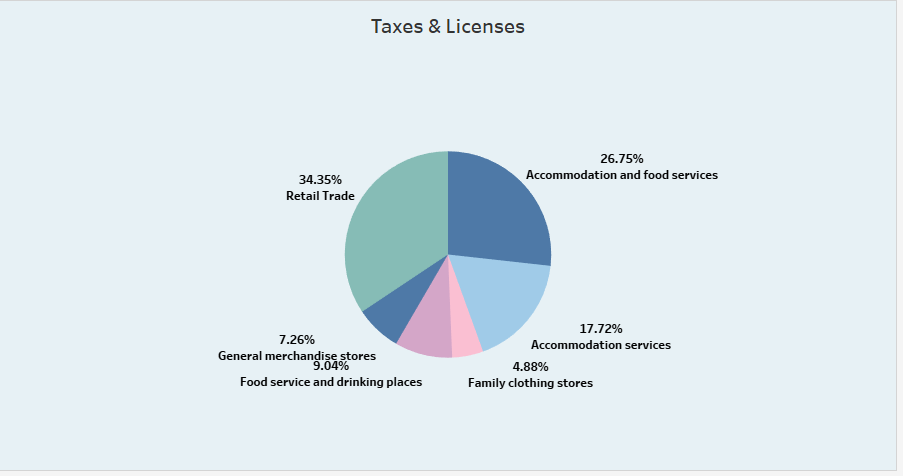 Taxes & Licenses
26.75%
Accommodation and food services
34.35%
Retail Trade
17.72%
Accommodation services
7.26%
General merchandise stores
9.04%
Food service and drinking places
4.88%
Family clothing stores